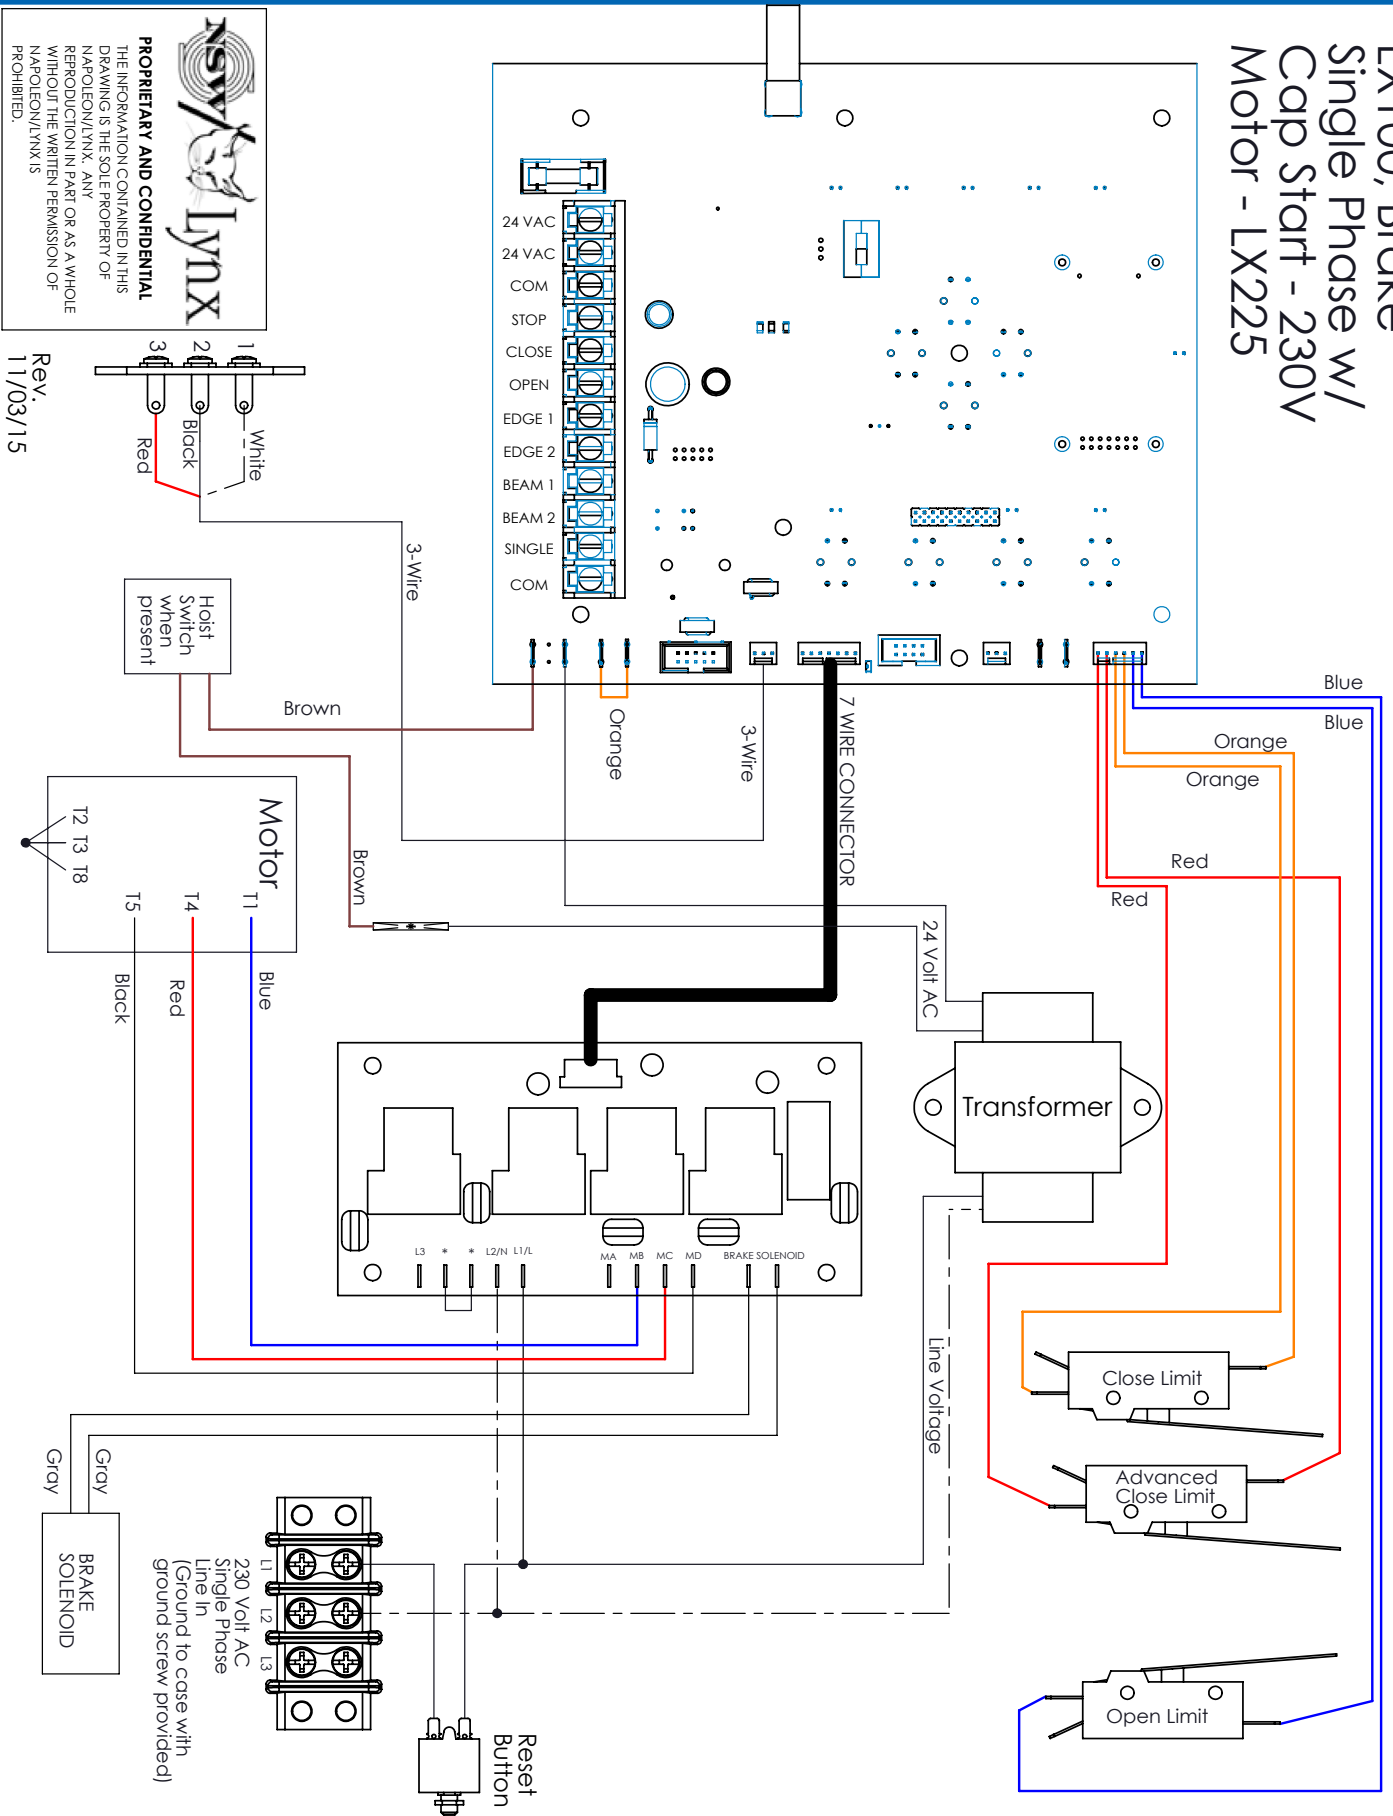 LX100, Brake
Single Phase w/
Cap Start - 230V
Motor - LX225
NSW/Lynx
PROPRIETARY AND CONFIDENTIAL
THE INFORMATION CONTAINED IN THIS
DRAWING IS THE SOLE PROPERTY OF
NAPOLEON/LYNX. ANY
REPRODUCTION IN PART OR AS A WHOLE
WITHOUT THE WRITTEN PERMISSION OF
NAPOLEON/LYNX IS
PROHIBITED.
Rev.
11/03/15
24 VAC
24 VAC
COM
STOP
CLOSE
OPEN
EDGE 1
EDGE 2
BEAM 1
BEAM 2
SINGLE
COM
1
2
3
White
Black
Red
3-Wire
Hoist
Switch
when
present
Brown
Orange
3-Wire
7 WIRE CONNECTOR
Blue
Blue
Orange
Orange
Red
Red
Motor
T2
T3
T8
T5
T4
T1
Brown
24 Volt AC
Black
Red
Blue
Transformer
L3
*
*
L2/N
L1/L
MA
MB
MC
MD
BRAKE SOLENOID
Line Voltage
Close Limit
Advanced
Close Limit
Open Limit
Gray
Gray
BRAKE
SOLENOID
L1
L2
L3
230 Volt AC
Single Phase
Line In
(Ground to case with
ground screw provided)
Reset
Button